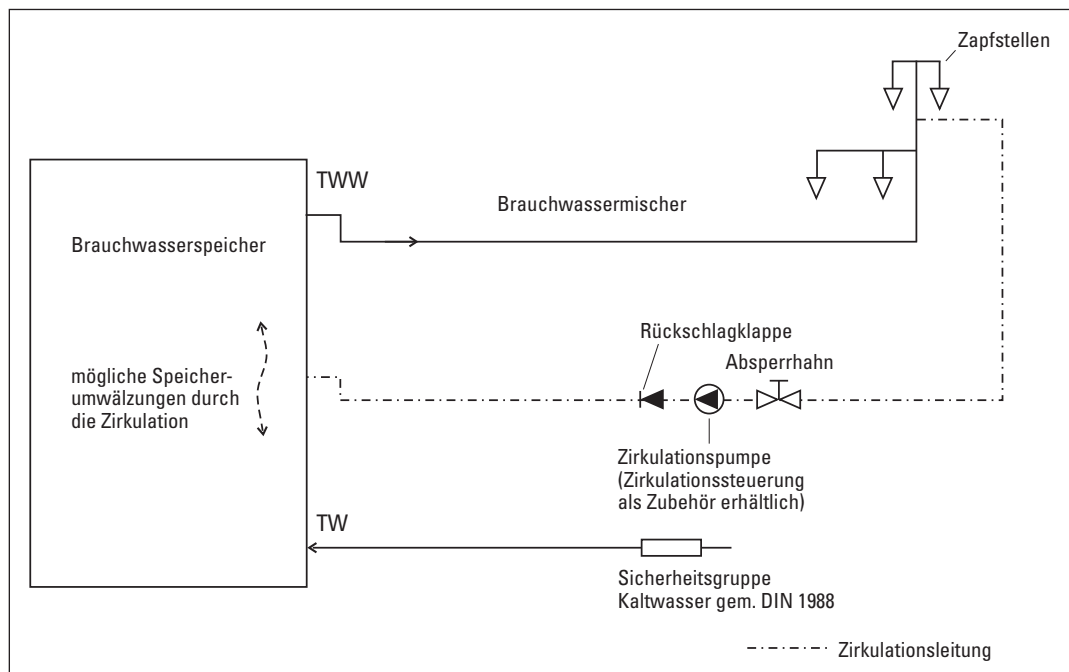 Zapfstellen
TWW
Brauchwassermischer
Brauchwasserspeicher
Rückschlagklappe
Absperrhahn
mögliche Speicher-
umwälzungen durch
die Zirkulation
Zirkulationspumpe
(Zirkulationssteuerung
als Zubehör erhältlich)
TW
Sicherheitsgruppe
Kaltwasser gem. DIN 1988
Zirkulationsleitung